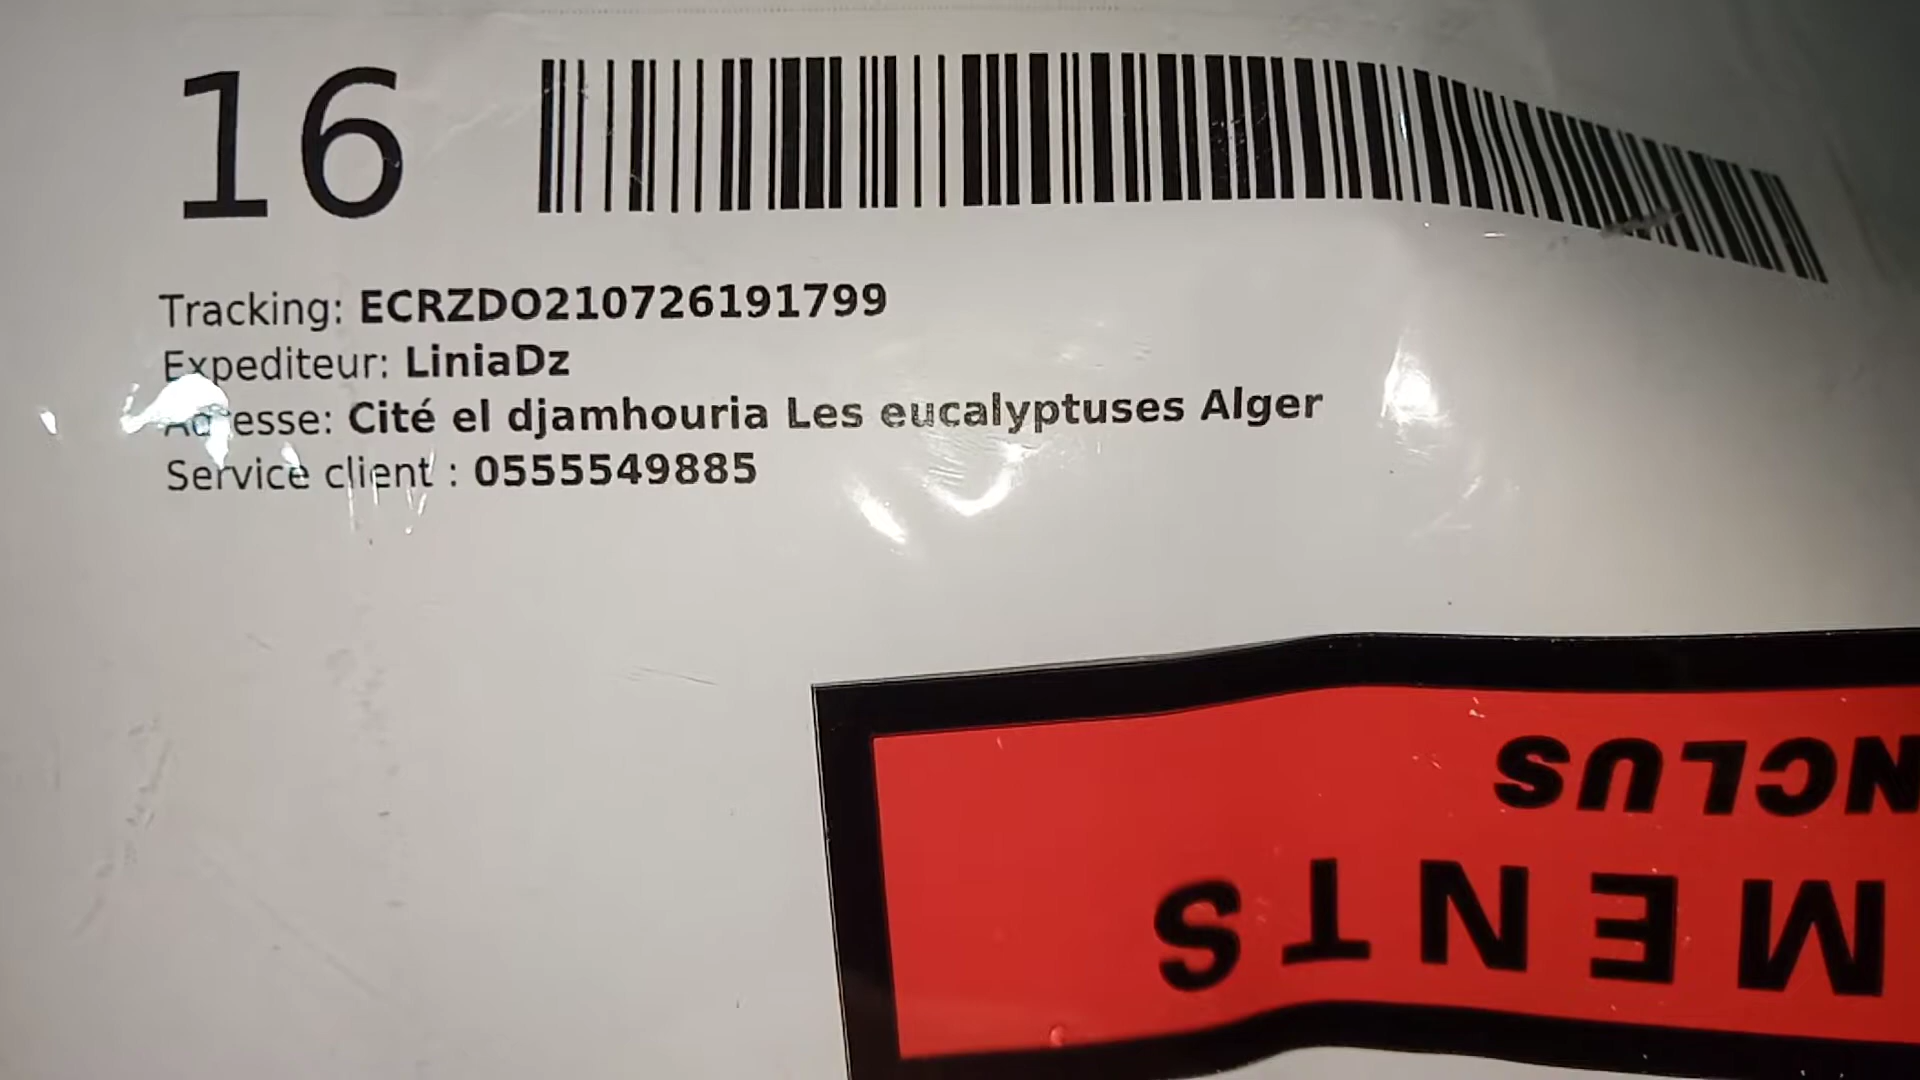 16
Tracking: ECRZDO210726191799
Expediteur: LiniaDz
Adresse: Cité el djamhouria Les eucalyptuses Alger
Service client : 0555549885
MENTS
NCLUS